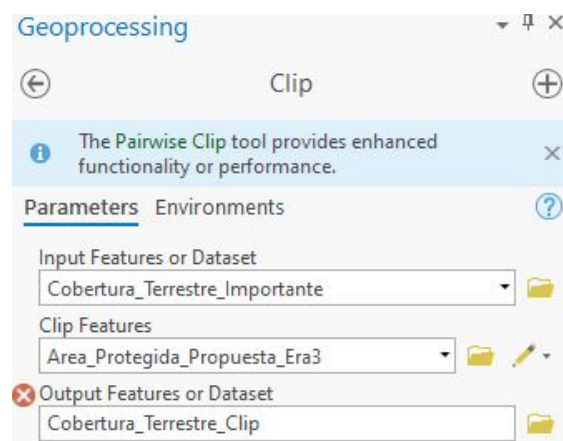 Geoprocessing
Clip
The Pairwise Clip tool provides enhanced
functionality or performance.
Parameters Environments
Input Features or Dataset
Cobertura_Terrestre_Importante
Clip Features
Area_Protegida_Propuesta_Era3
Output Features or Dataset
Cobertura_Terrestre_Clip